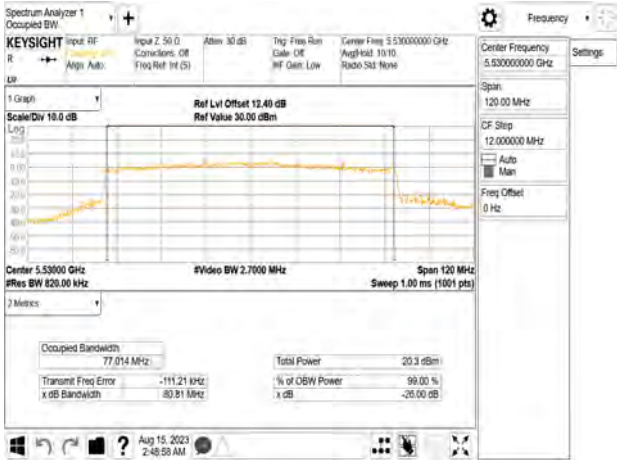 Spectrum Analyzer 1
Occupied BW
+
Frequency
KEYSIGHT
Input: RF
Input Z: 50 Ω
Atten: 30 dB
Trig: Free Run
Center Freq: 5.530000000 GHz
R
Corrections: Off
Gate: Off
Avg|Hold: 10/10
Align: Auto
Freq Ref: Int (S)
#IF Gain: Low
Radio Std: None
Center Frequency
5.530000000 GHz
Settings
Span
120.00 MHz
CF Step
12.000000 MHz
Auto
Man
Freq Offset
0 Hz
1 Graph
Scale/Div 10.0 dB
Ref Lvl Offset 12.40 dB
Ref Value 30.00 dBm
Log
Center 5.53000 GHz
#Video BW 2.7000 MHz
Span 120 MHz
#Res BW 820.00 kHz
Sweep 1.00 ms (1001 pts)
2 Metrics
Occupied Bandwidth
77.014 MHz
Total Power
20.3 dBm
Transmit Freq Error
-111.21 kHz
% of OBW Power
99.00 %
x dB Bandwidth
80.81 MHz
x dB
-26.00 dB
?
Aug 15, 2023
2:48:58 AM